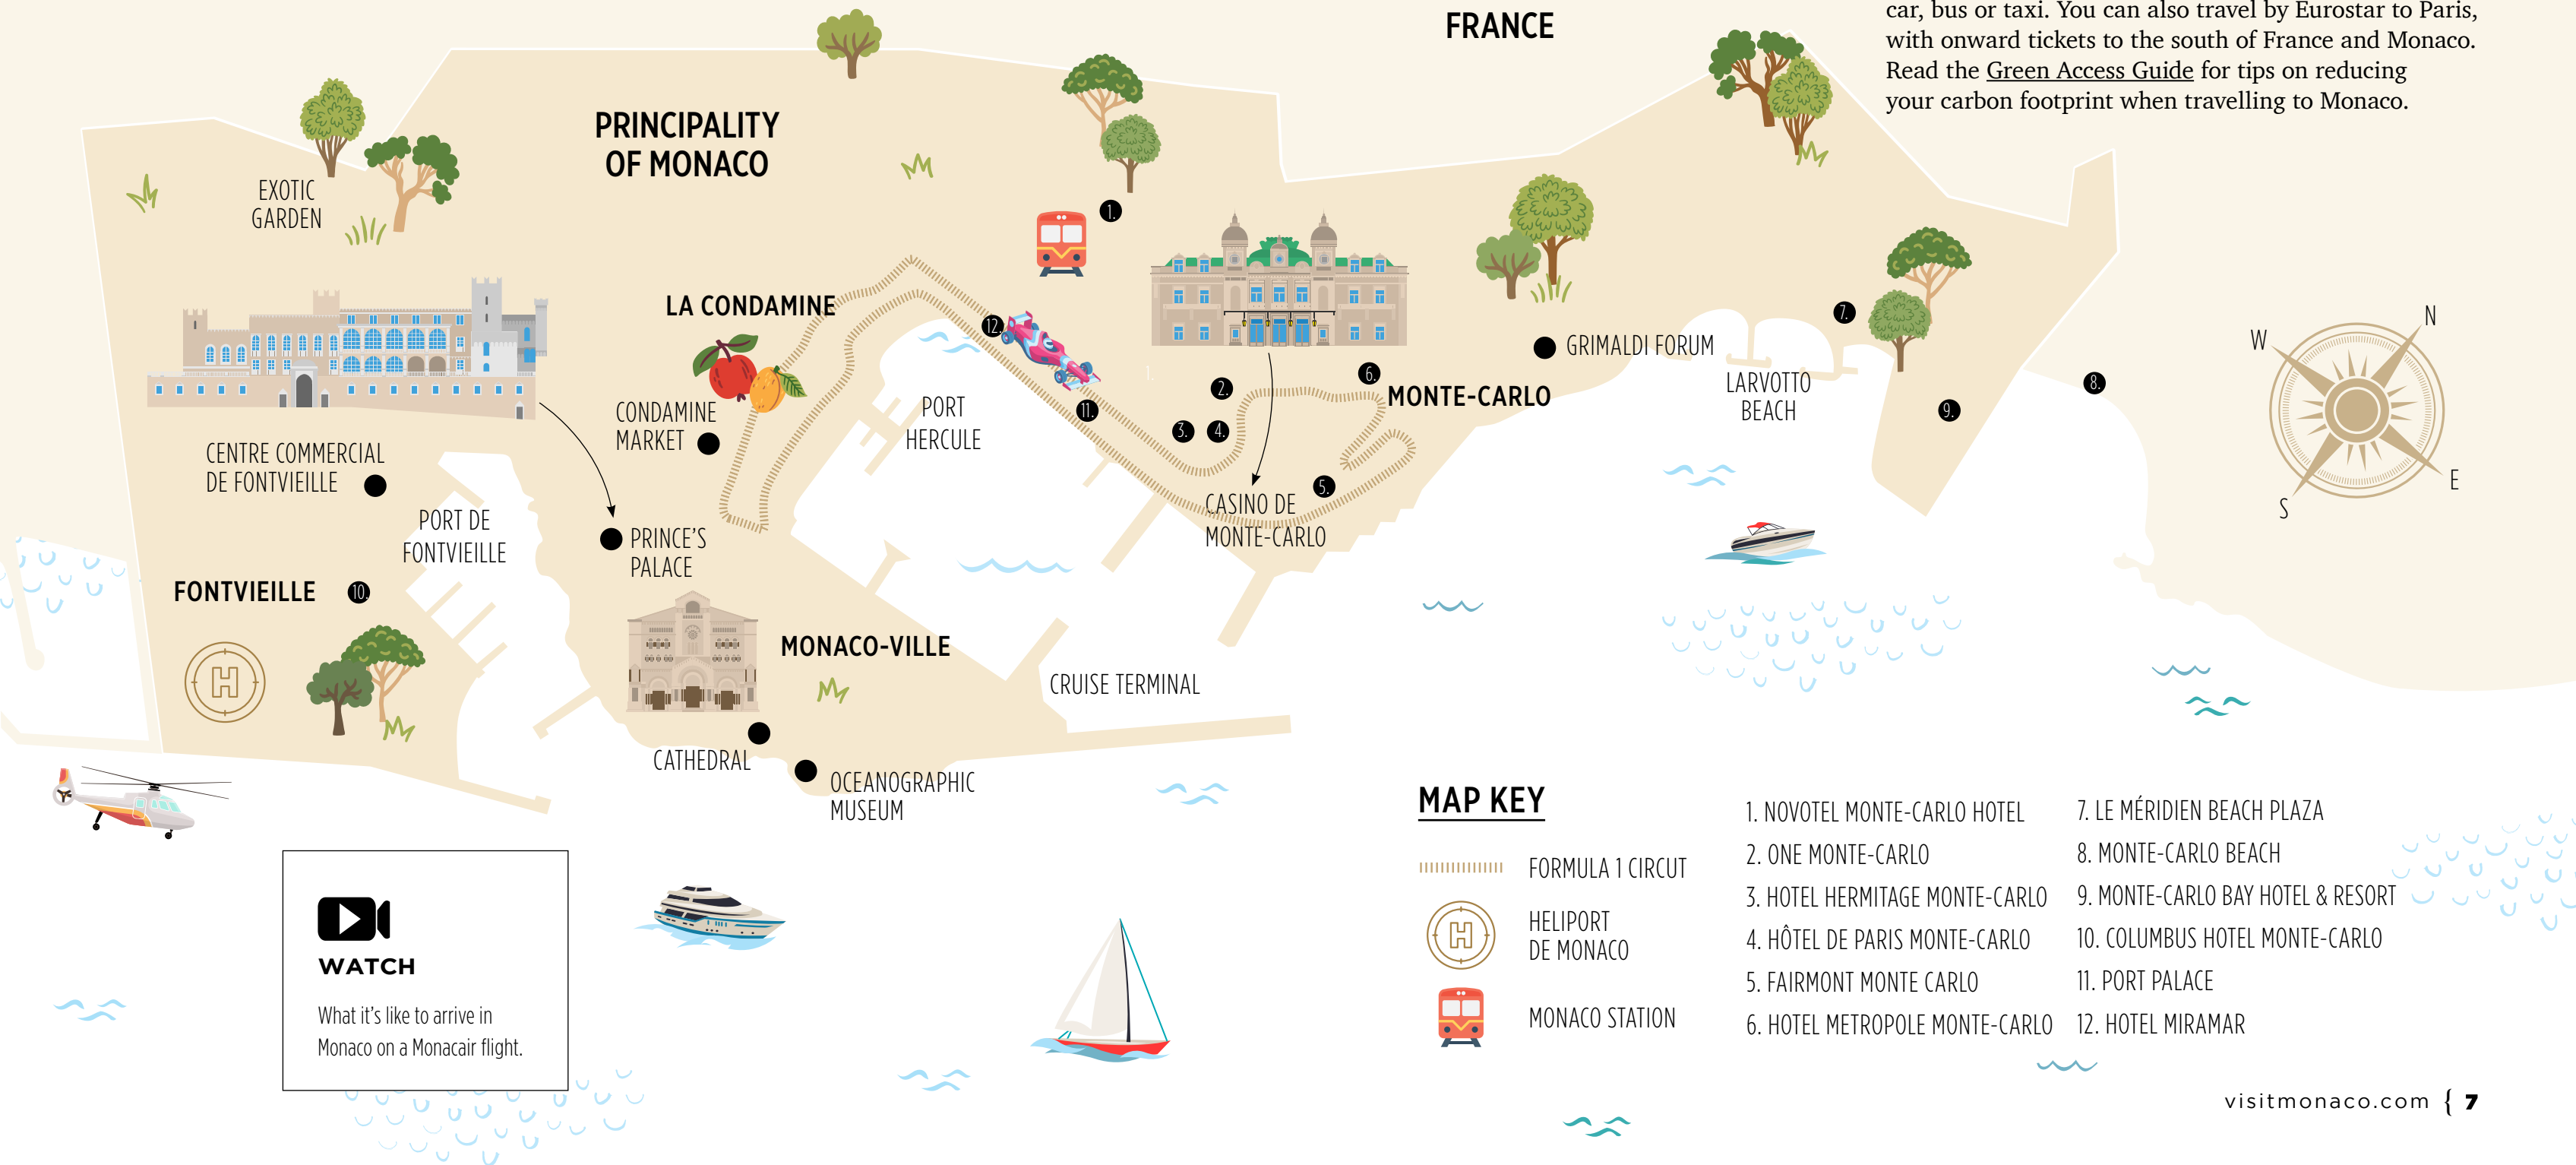 car, bus or taxi. You can also travel by Eurostar to Paris,
with onward tickets to the south of France and Monaco.
Read the Green Access Guide for tips on reducing
your carbon footprint when travelling to Monaco.
FRANCE
PRINCIPALITY
OF MONACO
EXOTIC
GARDEN
1.
LA CONDAMINE
12.
7.
GRIMALDI FORUM
N
W
E
S
6.
2.
MONTE-CARLO
LARVOTTO
BEACH
8.
9.
11.
3.
4.
CONDAMINE
MARKET
PORT
HERCULE
CENTRE COMMERCIAL
DE FONTVIEILLE
5.
CASINO DE
MONTE-CARLO
PORT DE
FONTVIEILLE
PRINCE'S
PALACE
FONTVIEILLE
10.
H
MONACO-VILLE
CRUISE TERMINAL
CATHEDRAL
OCEANOGRAPHIC
MUSEUM
WATCH
What it's like to arrive in
Monaco on a Monacair flight.
MAP KEY
FORMULA 1 CIRCUT
H
HELIPORT
DE MONACO
MONACO STATION
1. NOVOTEL MONTE-CARLO HOTEL
2. ONE MONTE-CARLO
3. HOTEL HERMITAGE MONTE-CARLO
4. HÔTEL DE PARIS MONTE-CARLO
5. FAIRMONT MONTE CARLO
6. HOTEL METROPOLE MONTE-CARLO
7. LE MÉRIDIEN BEACH PLAZA
8. MONTE-CARLO BEACH
9. MONTE-CARLO BAY HOTEL & RESORT
10. COLUMBUS HOTEL MONTE-CARLO
11. PORT PALACE
12. HOTEL MIRAMAR
visitmonaco.com { 7